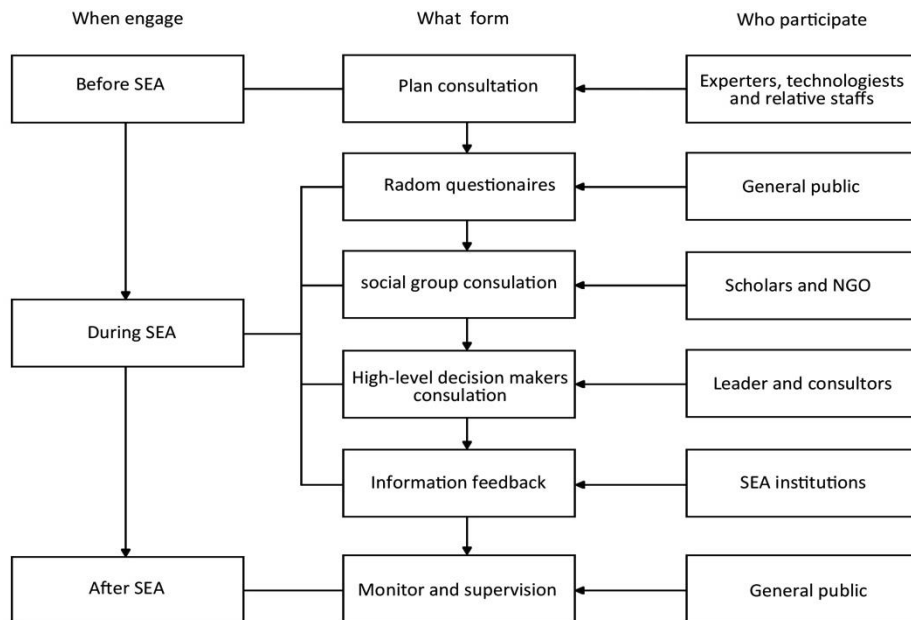 When engage
What form
Who participate
Before SEA
Plan consultation
Experters, technologiests
and relative staffs
Radom questionaires
General public
social group consulation
Scholars and NGO
During SEA
High-level decision makers
consulation
Leader and consultors
Information feedback
SEA institutions
After SEA
Monitor and supervision
General public